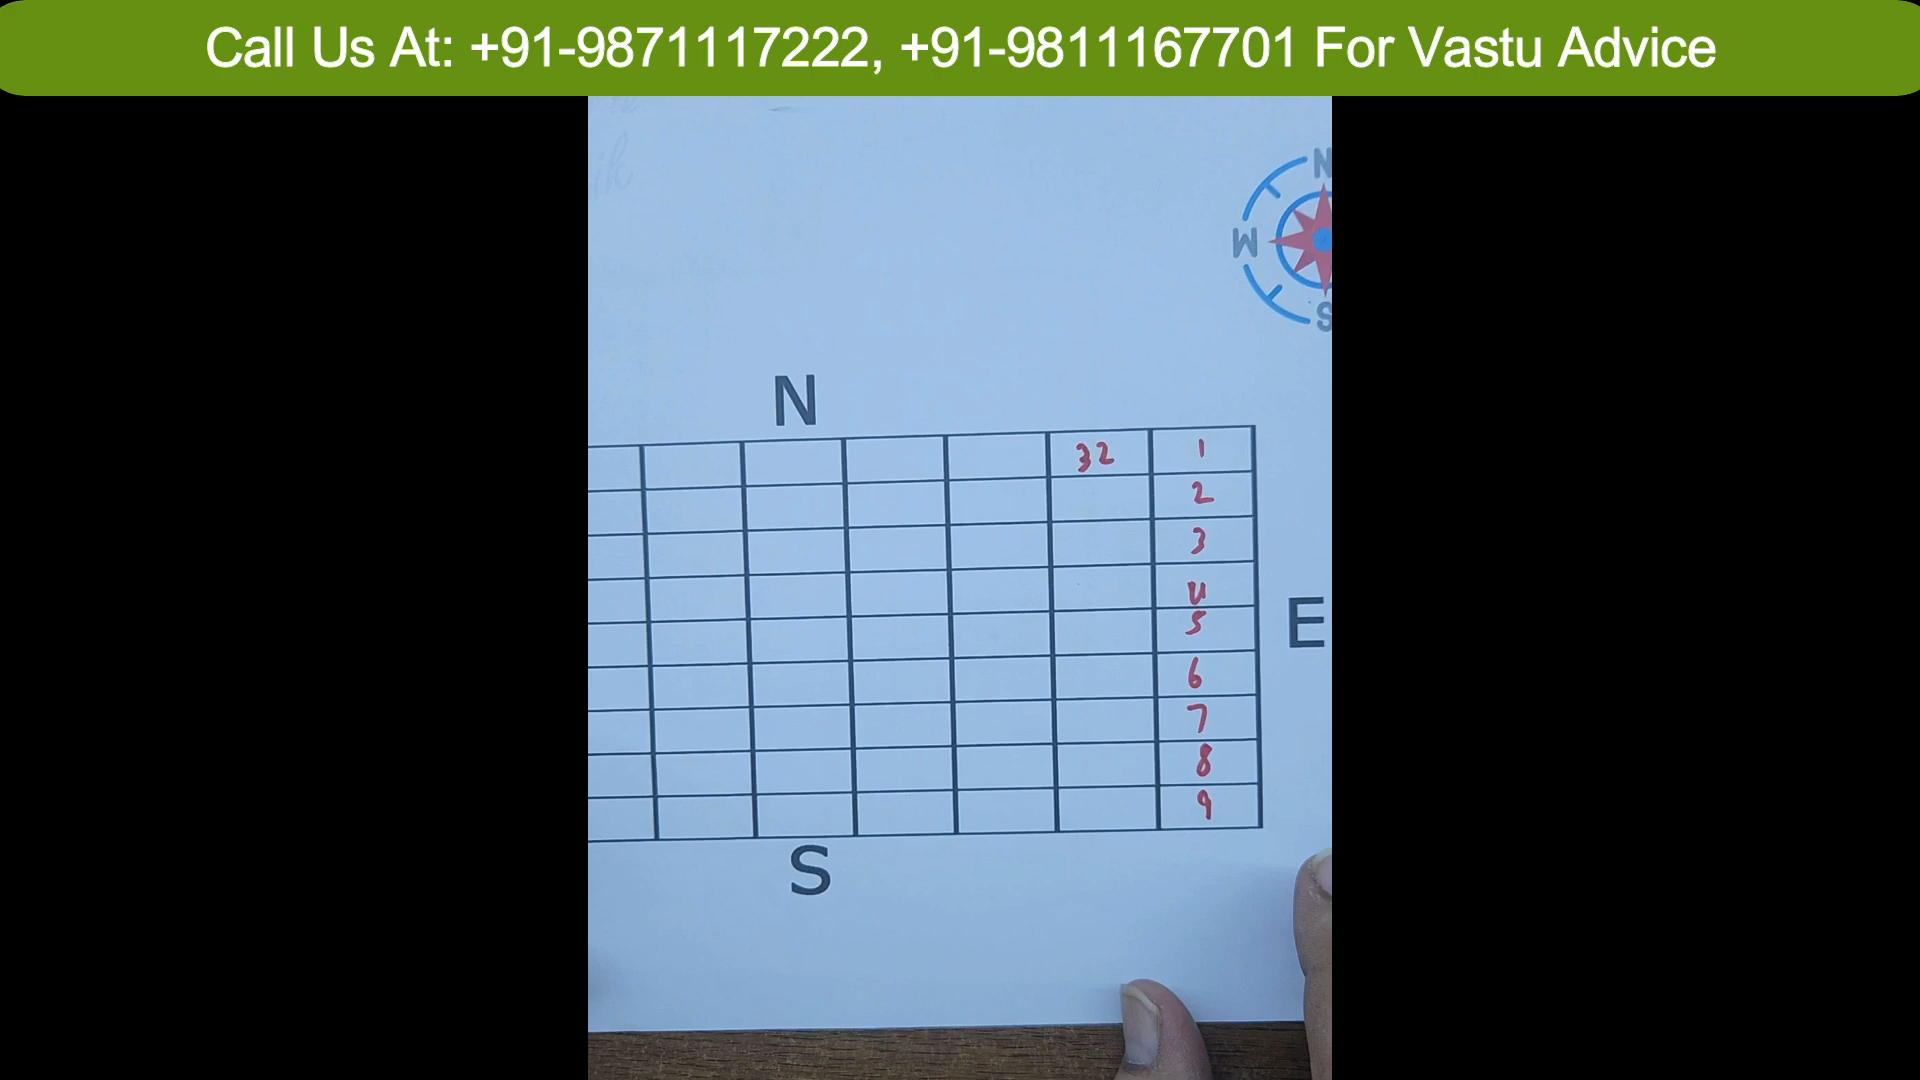 Call Us At: +91-9871117222, +91-9811167701 For Vastu Advice
N
W
S
N
32 1
2
3
4
5
E
6
7
8
9
S